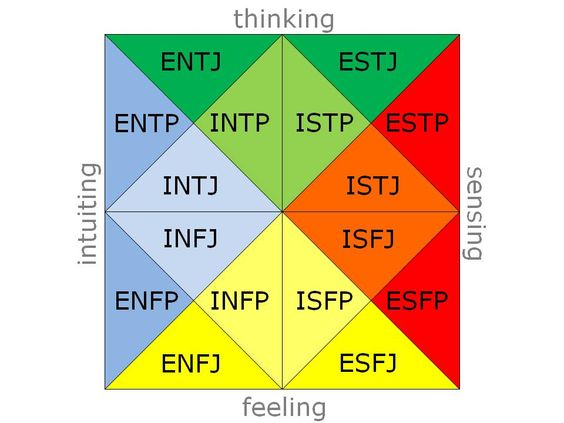 thinking
ENTJ ESTJ
ENTP INTP ISTP ESTP
INTJ ISTJ
intuiting
sensing
INFJ ISFJ
ENFP INFP ISFP ESFP
ENFJ ESFJ
feeling